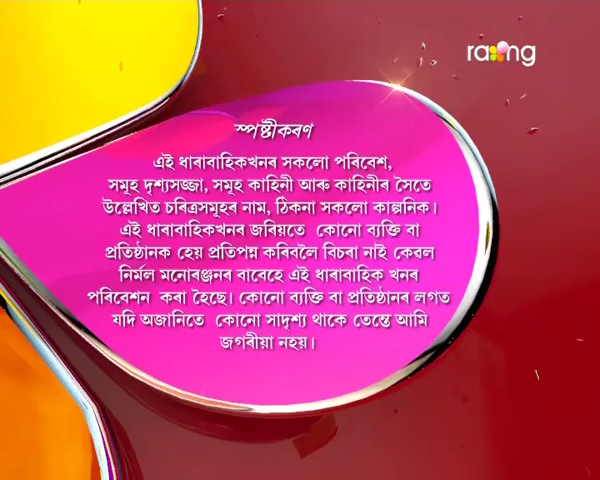 rang
স্পষ্টীকৰণ
এই ধাৰাবাহিকখনৰ সকলো পৰিবেশ,
সমূহ দৃশ্যসজ্জা, সমূহ কাহিনী আৰু কাহিনীৰ সৈতে
উল্লেখিত চৰিত্ৰসমূহৰ নাম, ঠিকনা সকলো কাল্পনিক।
এই ধাৰাবাহিকখনৰ জৰিয়তে কোনো ব্যক্তি বা
প্ৰতিষ্ঠানক হেয় প্ৰতিপন্ন কৰিবলৈ বিচৰা নাই কেৱল
নিৰ্মল মনোৰঞ্জনৰ বাবেহে এই ধাৰাবাহিক খনৰ
পৰিবেশন কৰা হৈছে। কোনো ব্যক্তি বা প্ৰতিষ্ঠানৰ লগত
যদি অজানিতে কোনো সাদৃশ্য থাকে তেন্তে আমি
জগৰীয়া নহয়।